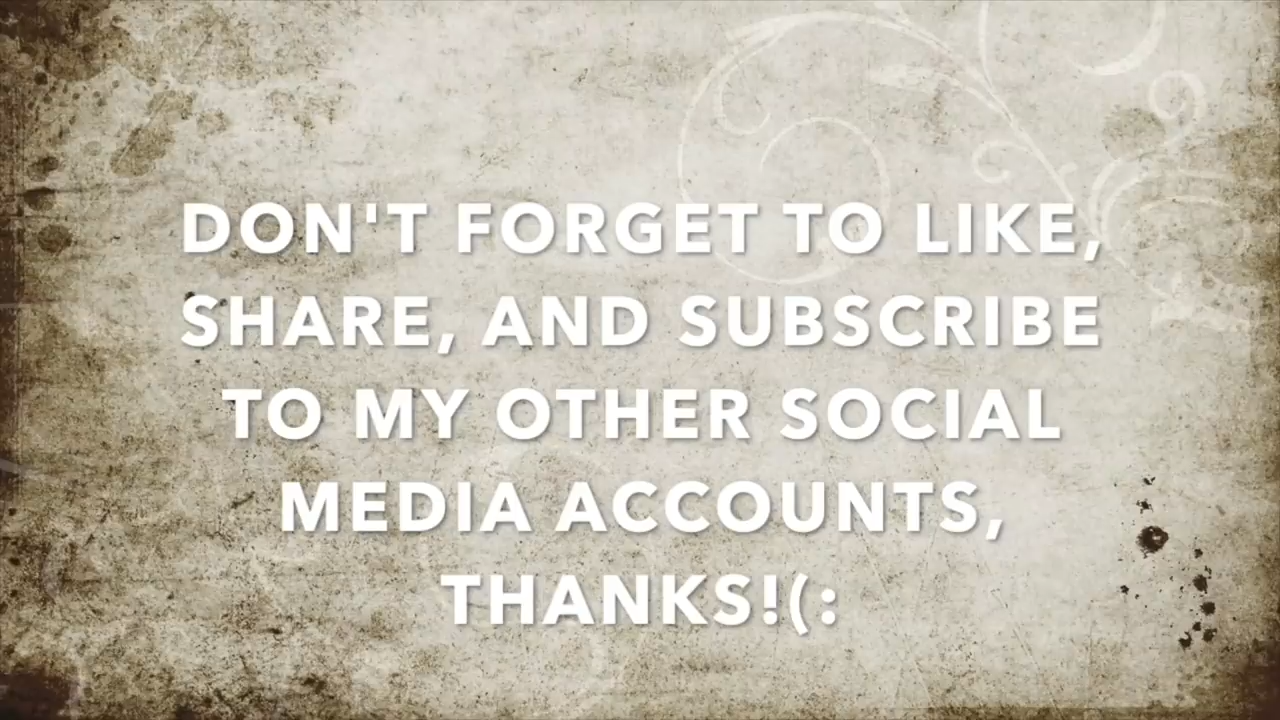 DON'T FORGET TO LIKE,
SHARE, AND SUBSCRIBE
TO MY OTHER SOCIAL
MEDIA ACCOUNTS,
THANKS!(: